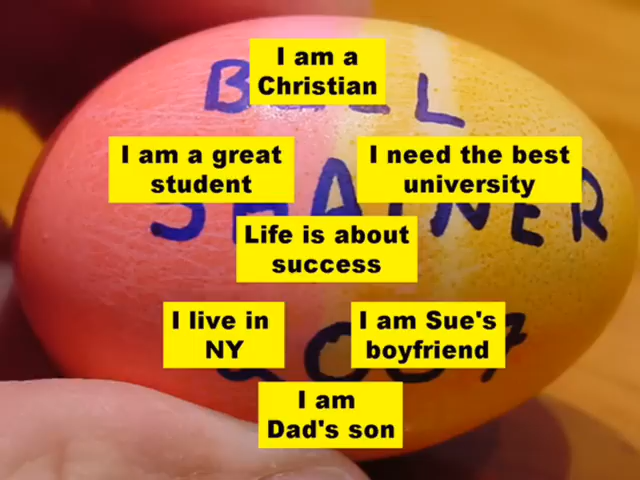 I am a
Christian
I am a great
student
I need the best
university
SHATNER
Life is about
success
I live in
NY
I am Sue's
boyfriend
I am
Dad's son